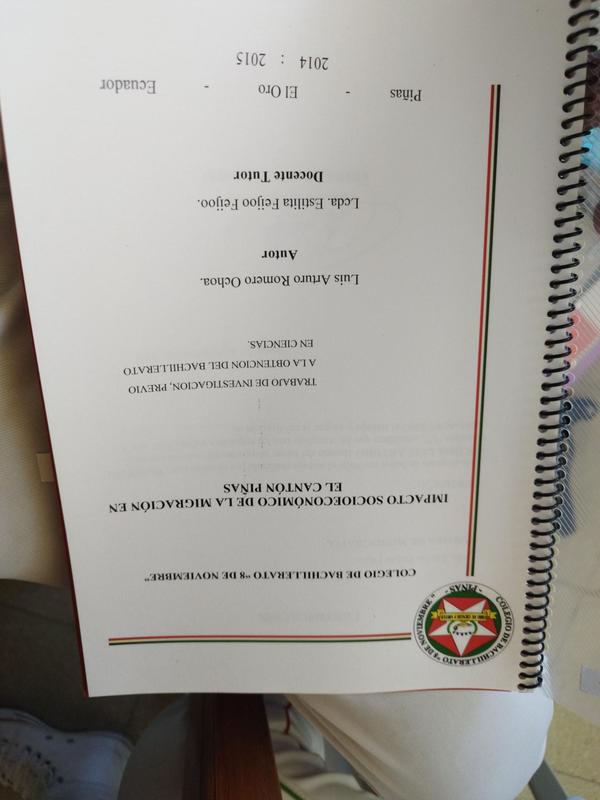 COLEGIO DE BACHILLERATO "8 DE NOVIEMBRE"
- PIÑAS -
COLEGIO DE BACHILLERATO "8 DE NOVIEMBRE"
IMPACTO SOCIOECONÓMICO DE LA MIGRACIÓN EN
EL CANTÓN PIÑAS
TRABAJO DE INVESTIGACION, PREVIO
A LA OBTENCION DEL BACHILLERATO
EN CIENCIAS.
Luis Arturo Romero Ochoa.
Autor
Lcda. Estilita Feijoo Feijoo.
Docente Tutor
Piñas - El Oro - Ecuador
2014 : 2015